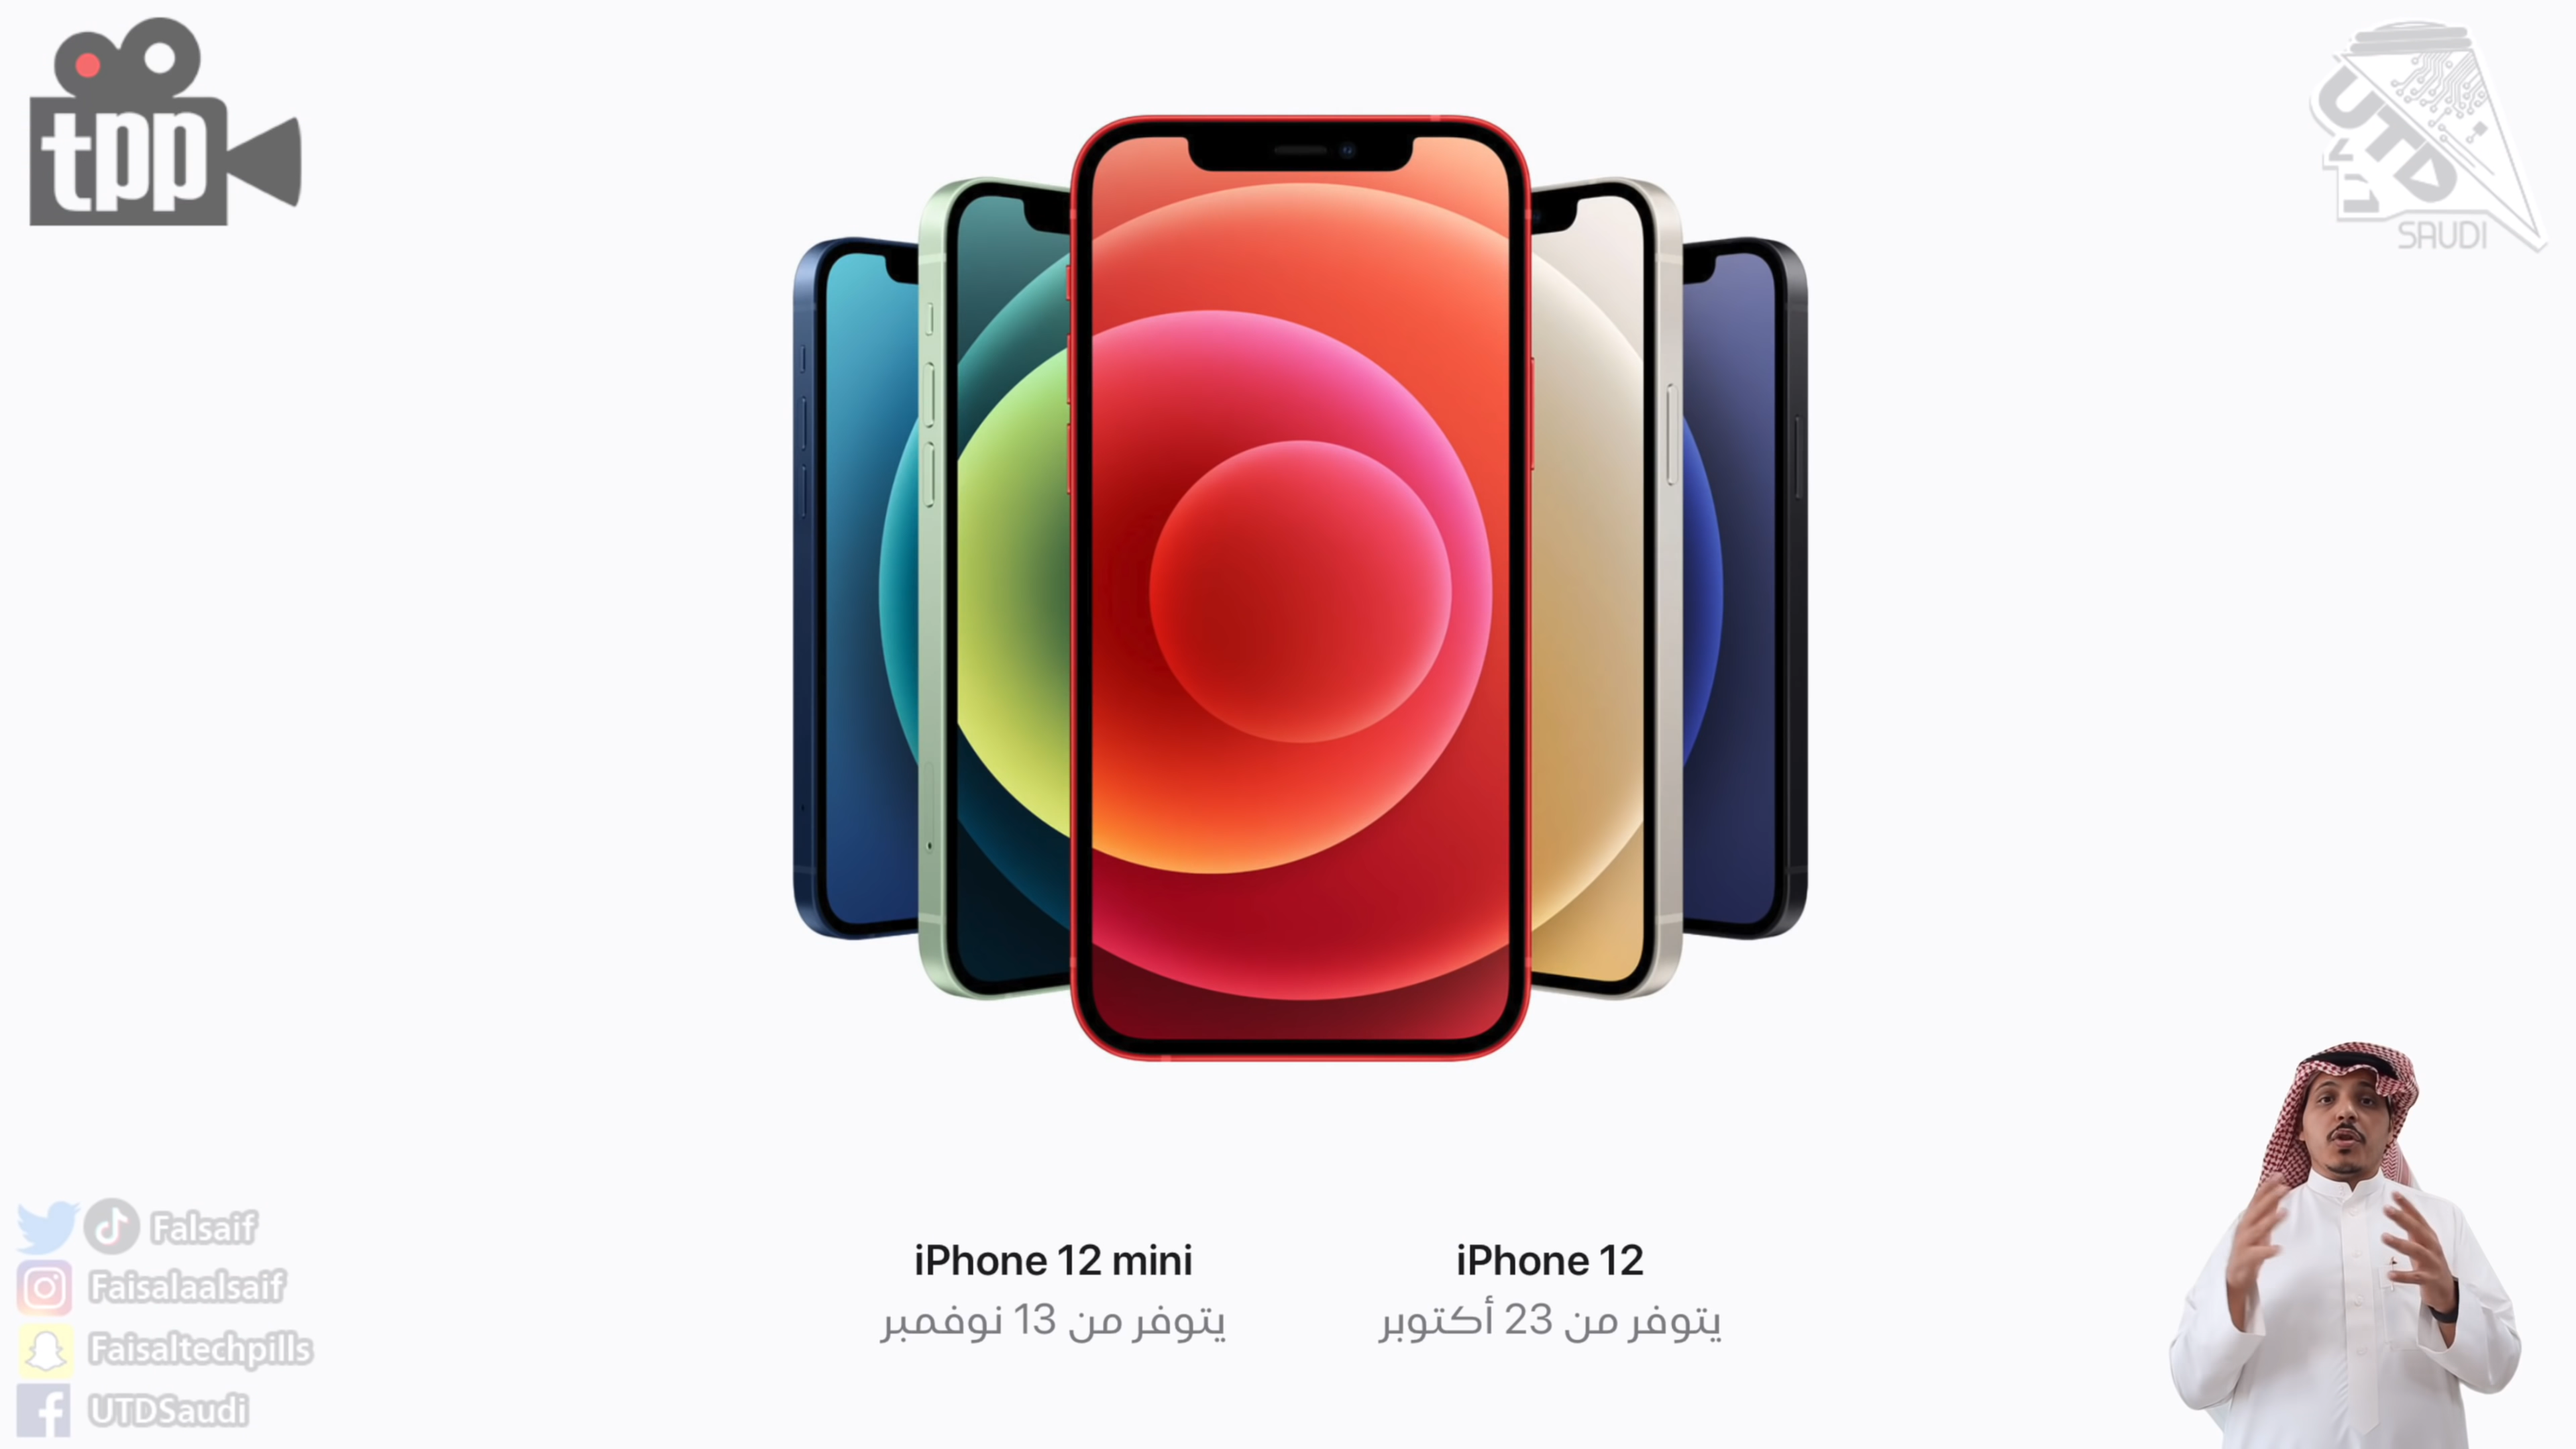 tpp
UTD
SAUDI
iPhone 12 mini
يتوفر من 13 نوفمبر
iPhone 12
يتوفر من 23 أكتوبر
Falsaif
Faisalaalsaif
Faisaltechpills
UTDSaudi